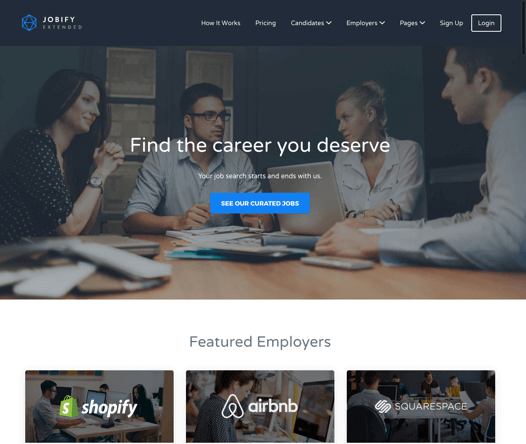 JOBIFY
EXTENDED
How It Works Pricing Candidates Employers Pages Sign Up Login
Find the career you deserve
Your job search starts and ends with us.
SEE OUR CURATED JOBS
Featured Employers
shopify airbnb SQUARESPACE